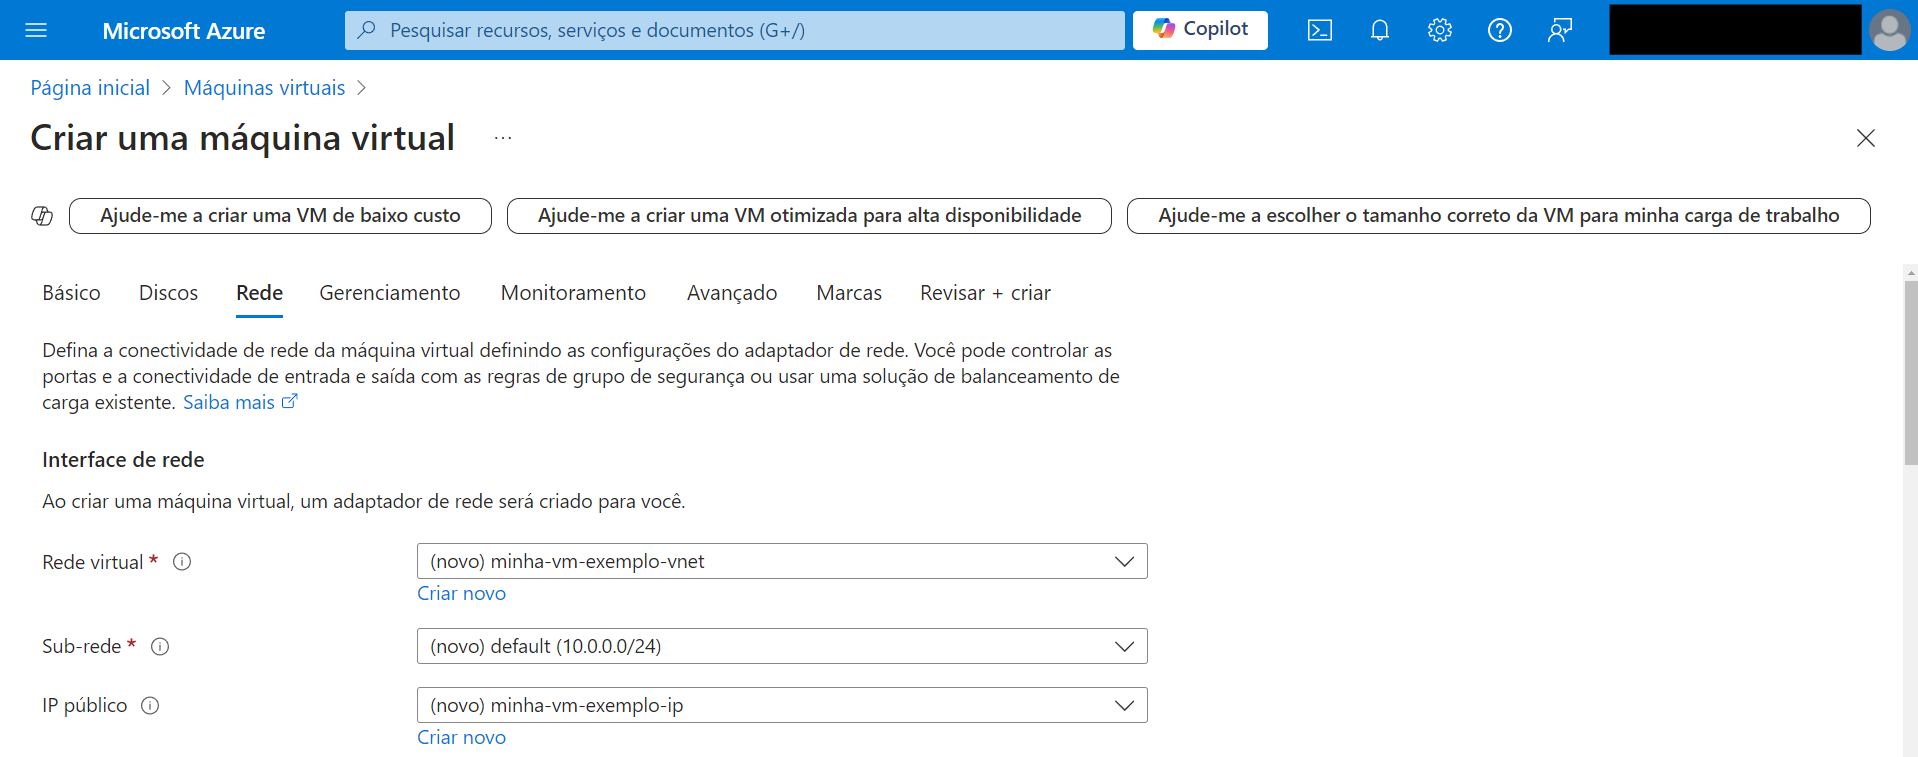 Microsoft Azure
Pesquisar recursos, serviços e documentos (G+/)
Copilot
Página inicial > Máquinas virtuais >
Criar uma máquina virtual ...
Ajude-me a criar uma VM de baixo custo
Ajude-me a criar uma VM otimizada para alta disponibilidade
Ajude-me a escolher o tamanho correto da VM para minha carga de trabalho
Básico Discos Rede Gerenciamento Monitoramento Avançado Marcas Revisar + criar
Defina a conectividade de rede da máquina virtual definindo as configurações do adaptador de rede. Você pode controlar as
portas e a conectividade de entrada e saída com as regras de grupo de segurança ou usar uma solução de balanceamento de
carga existente. Saiba mais
Interface de rede
Ao criar uma máquina virtual, um adaptador de rede será criado para você.
Rede virtual *
(novo) minha-vm-exemplo-vnet
Criar novo
Sub-rede *
(novo) default (10.0.0.0/24)
IP público
(novo) minha-vm-exemplo-ip
Criar novo